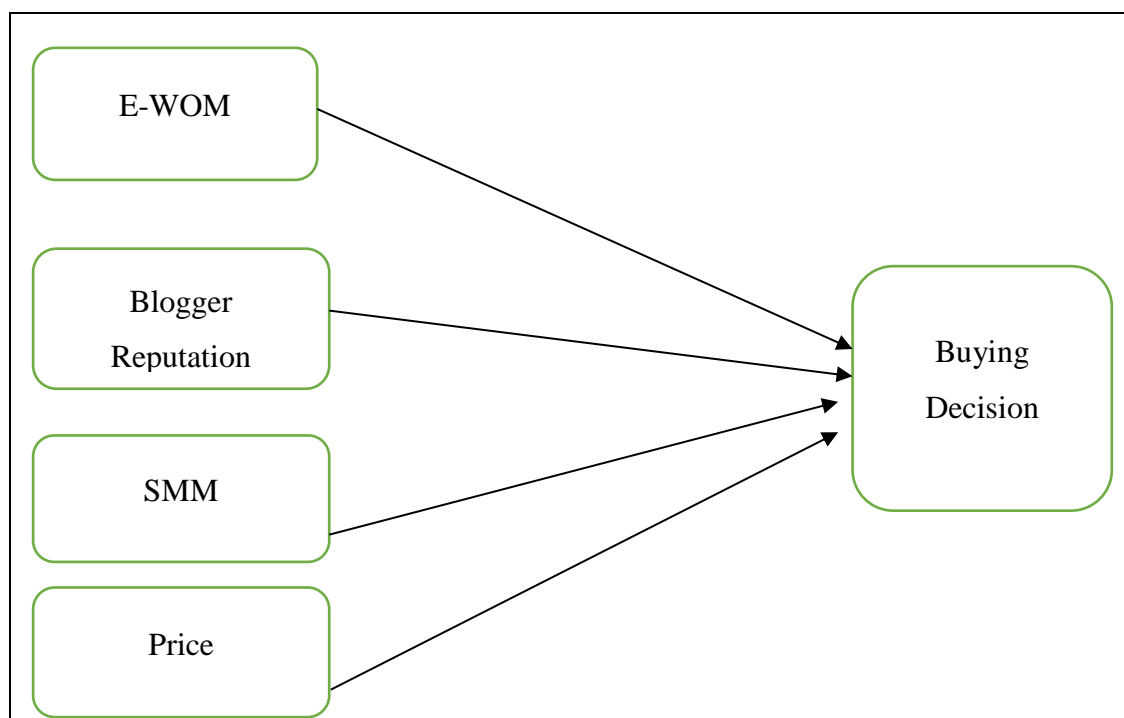 E-WOM
Blogger
Reputation
SMM
Price
Buying
Decision